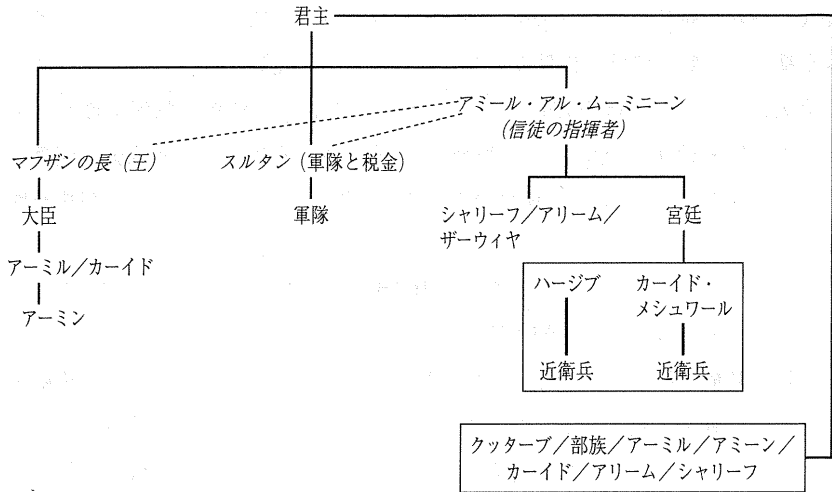 君主
アミール・アル・ムーミニーン
(信徒の指揮者)
マフザンの長(王)
スルタン(軍隊と税金)
大臣
軍隊
シャリーフ/アリーム/
ザーウィヤ
宮廷
アーミル/カーイド
アーミン
ハージブ
カーイド・
メシュワール
近衛兵
近衛兵
クッターブ/部族/アーミル/アミーン/
カーイド/アリーム/シャリーフ